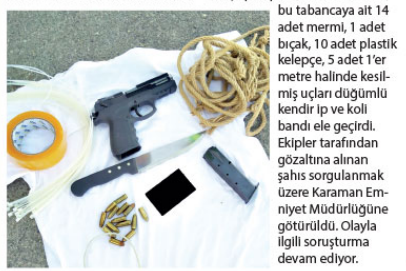 bu tabancaya ait 14
adet mermi, 1 adet
bıçak, 10 adet plastik
kelepçe, 5 adet 1'er
metre halinde kesil-
miş uçları düğümlü
kendir ip ve koli
bandı ele geçirdi.
Ekipler tarafından
gözaltına alınan
şahıs sorgulanmak
üzere Karaman Em-
niyet Müdürlüğüne
götürüldü. Olayla
ilgili soruşturma
devam ediyor.